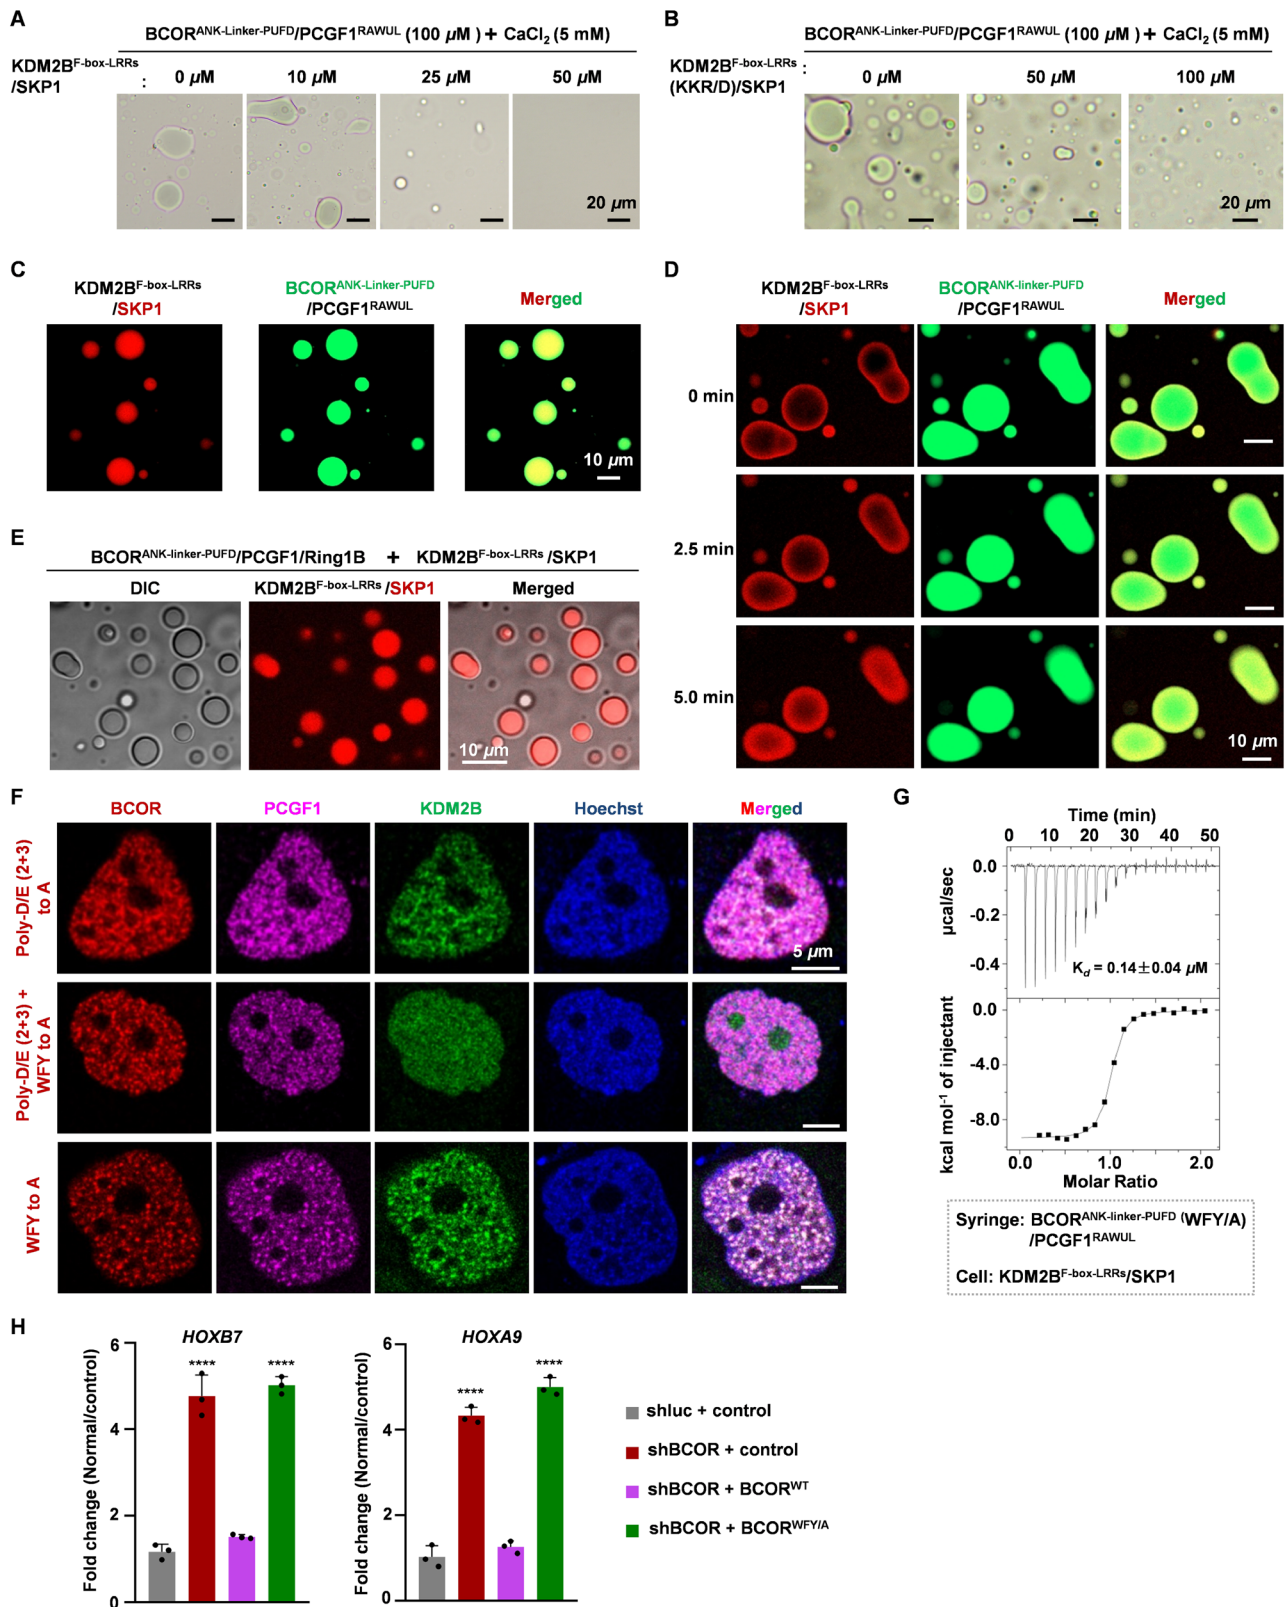 A
BCORANK-Linker-PUFD/PCGF1RAWUL (100 µM ) + CaCl2 (5 mM)
KDM2BF-box-LRRs
/SKP1 : 0 µM 10 µM 25 µM 50 µM
20 µm
B
BCORANK-Linker-PUFD/PCGF1RAWUL (100 µM ) + CaCl2 (5 mM)
KDM2BF-box-LRRs
(KKR/D)/SKP1 : 0 µM 50 µM 100 µM
20 µm
C
KDM2BF-box-LRRs
/SKP1
BCORANK-Linker-PUFD
/PCGF1RAWUL
Merged
10 µm
D
KDM2BF-box-LRRs
/SKP1
BCORANK-linker-PUFD
/PCGF1RAWUL
Merged
0 min
2.5 min
5.0 min
10 µm
E
BCORANK-linker-PUFD/PCGF1/Ring1B + KDM2BF-box-LRRs /SKP1
DIC KDM2BF-box-LRRs /SKP1 Merged
10 µm
F
BCOR PCGF1 KDM2B Hoechst Merged
Poly-D/E (2+3)
to A
5 µm
Poly-D/E (2+3) +
WFY to A
WFY to A
G
Time (min)
0 10 20 30 40 50
0.0
-0.2
-0.4
µcal/sec
Kd = 0.14±0.04 µM
0.0
-4.0
-8.0
kcal mol-1 of injectant
0.0 1.0 2.0
Molar Ratio
Syringe: BCORANK-linker-PUFD (WFY/A)
/PCGF1RAWUL
Cell: KDM2BF-box-LRRs/SKP1
H
HOXB7
Fold change (Normal/control)
6
4
2
0
**** ****
HOXA9
Fold change (Normal/control)
6
4
2
0
**** ****
shluc + control
shBCOR + control
shBCOR + BCORWT
shBCOR + BCORWFY/A